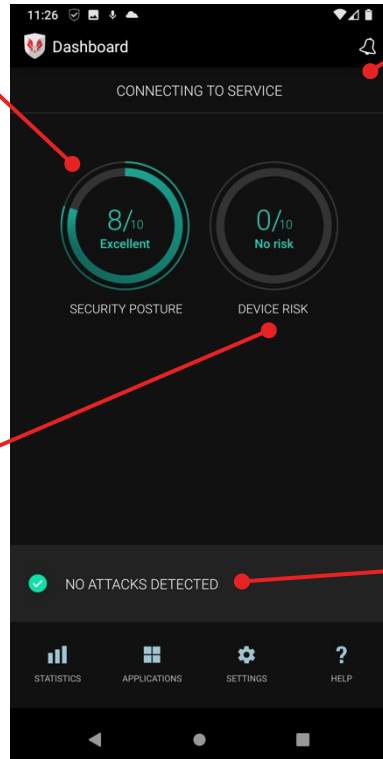 11:26
Dashboard
CONNECTING TO SERVICE
8/10
Excellent
0/10
No risk
SECURITY POSTURE
DEVICE RISK
NO ATTACKS DETECTED
STATISTICS
APPLICATIONS
SETTINGS
?
HELP